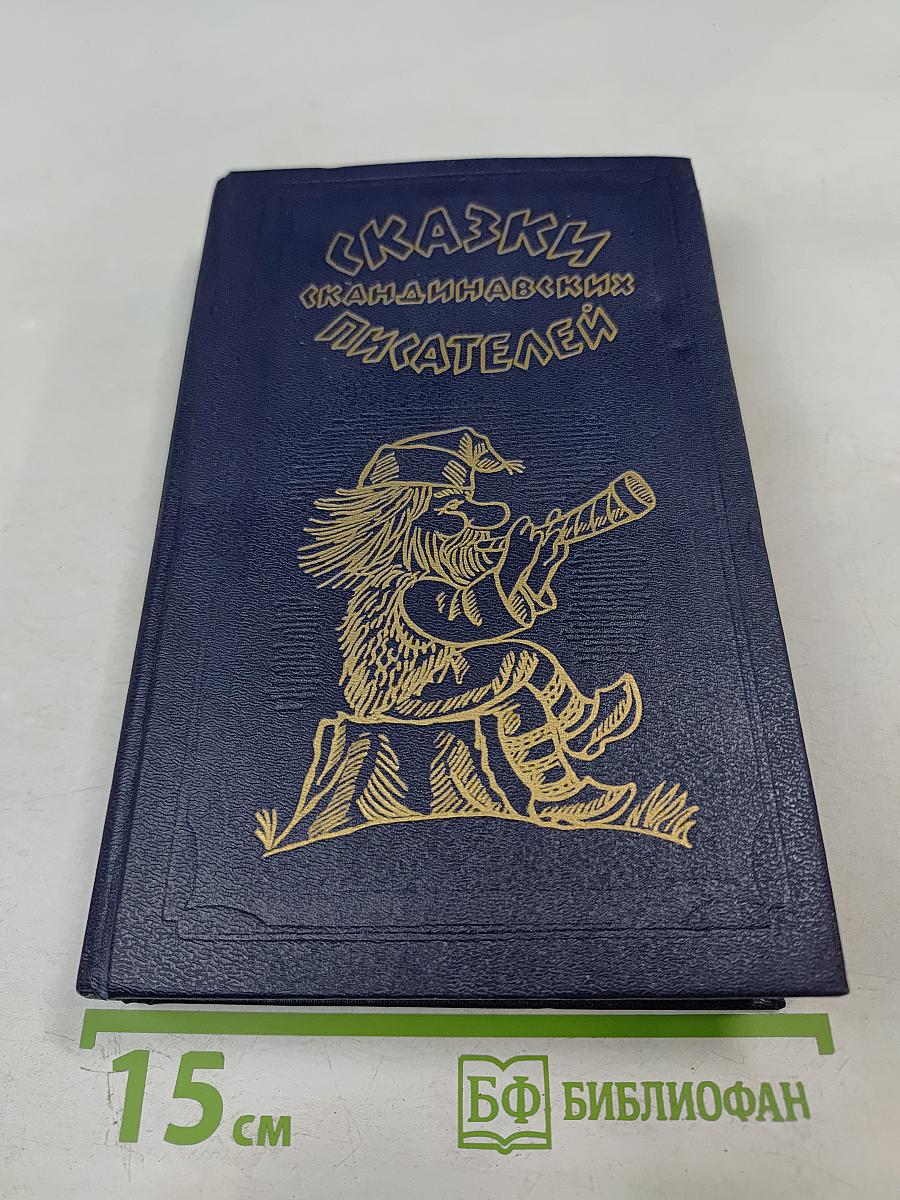 СКАЗКИ
СКАНДИНАВСКИХ
ПИСАТЕЛЕЙ
15 см
БФ БИБЛИОФАН